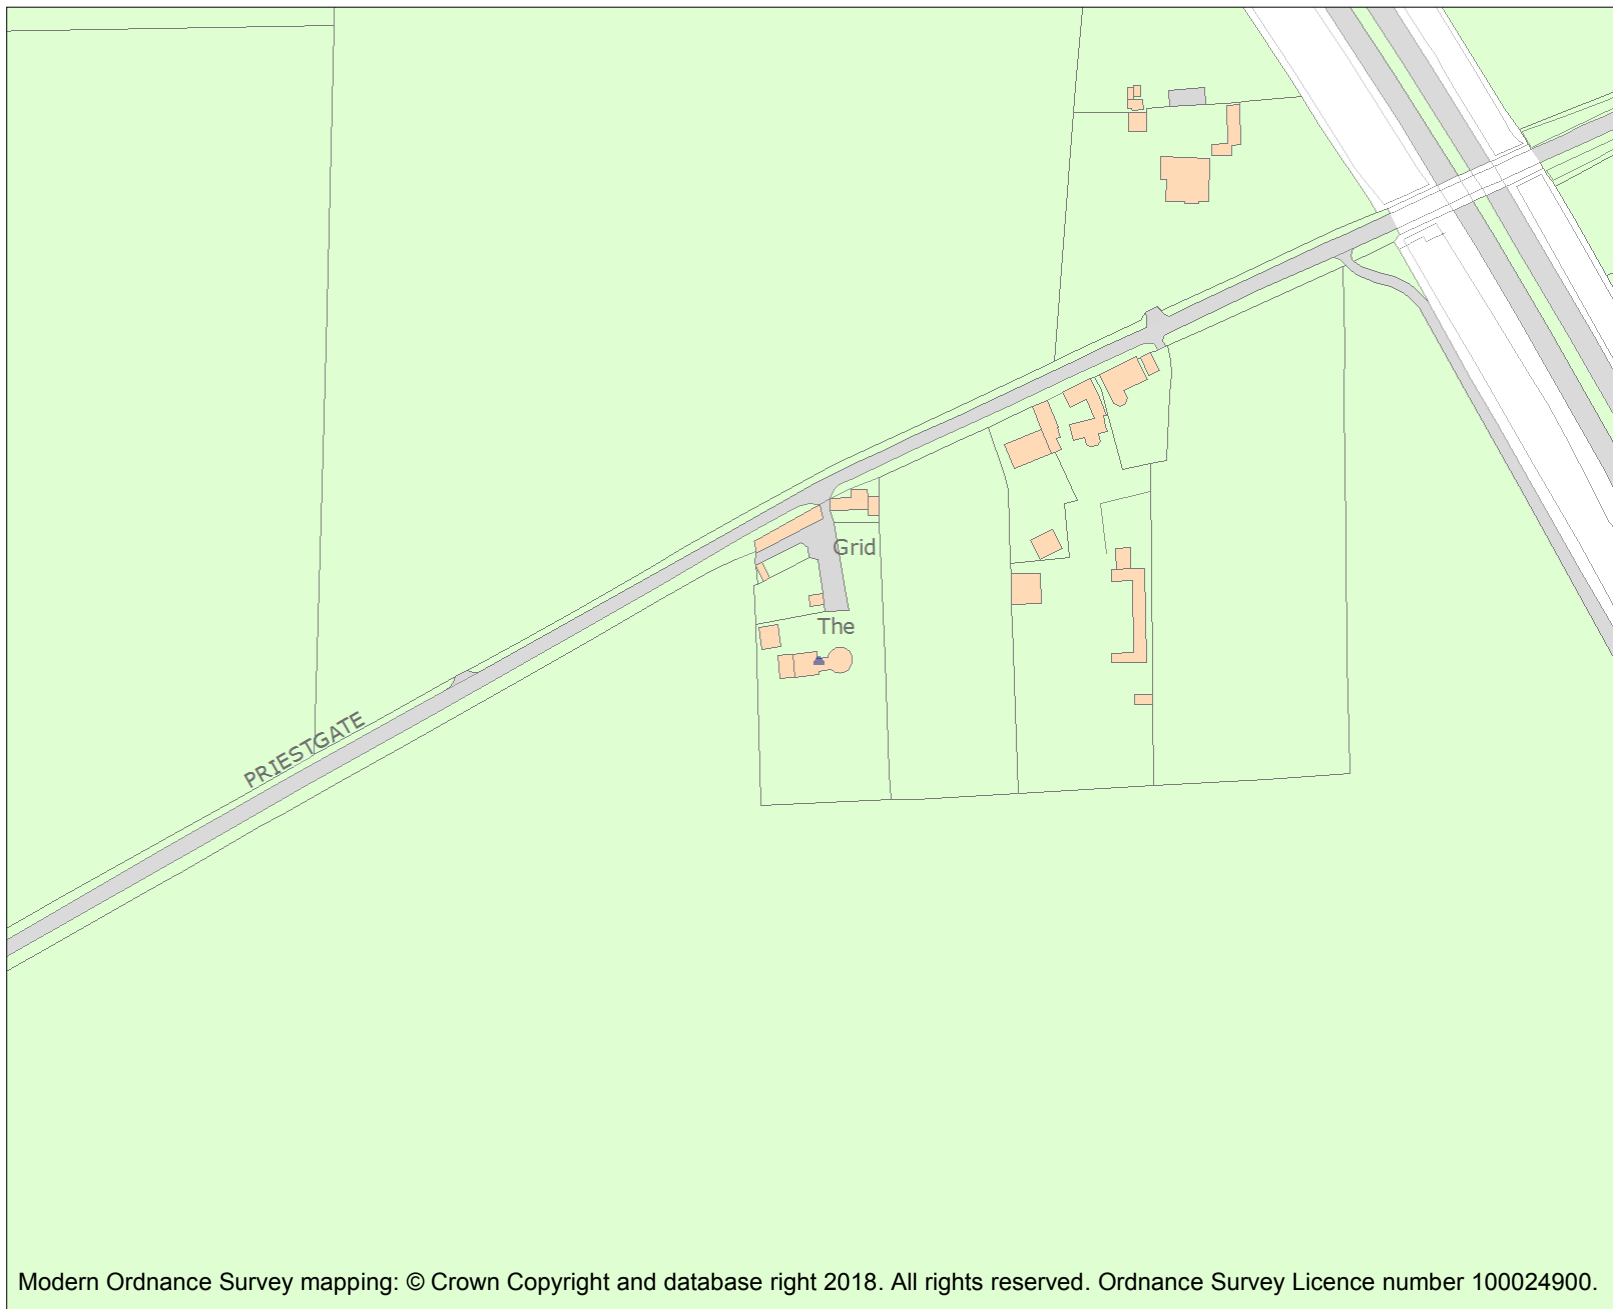 Grid
The
PRIESTGATE
Modern Ordnance Survey mapping: © Crown Copyright and database right 2018. All rights reserved. Ordnance Survey Licence number 100024900.